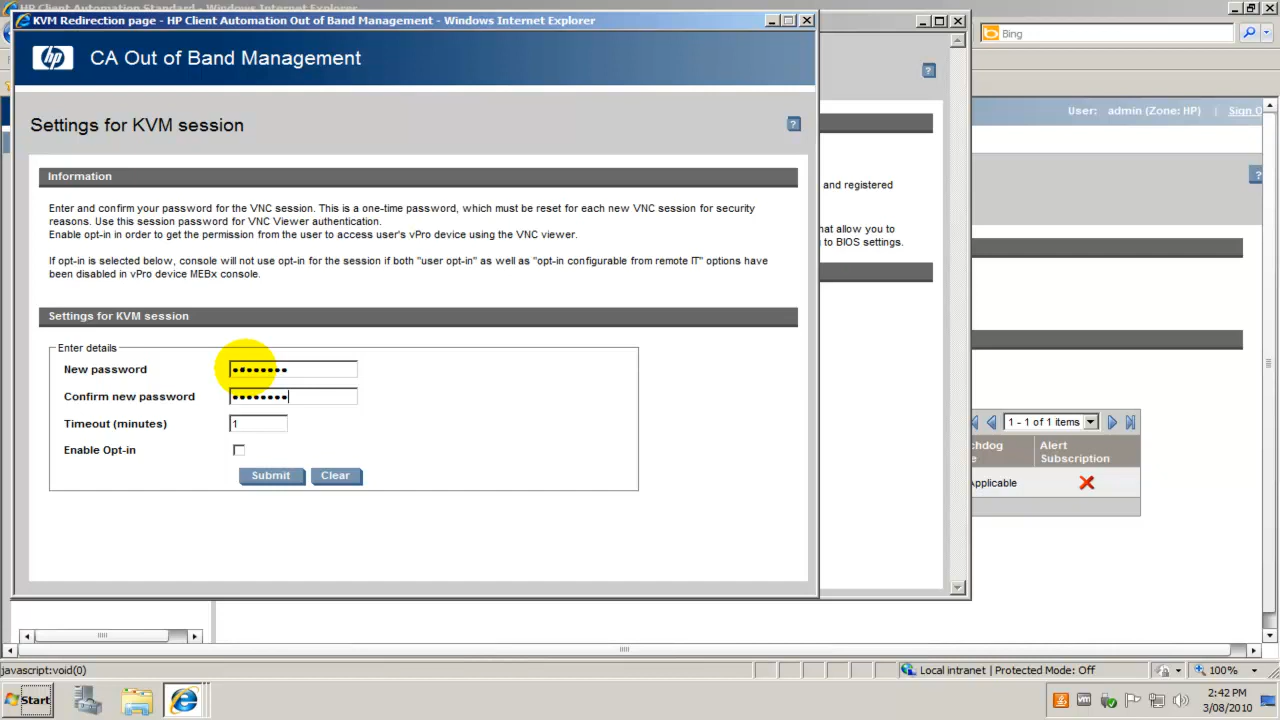 HP Client Automation Standard - Windows Internet Explorer
KVM Redirection page - HP Client Automation Out of Band Management - Windows Internet Explorer
Bing
hp
CA Out of Band Management
User: admin (Zone: HP) | Sign O
Settings for KVM session
?
?
?
Information
and registered
Enter and confirm your password for the VNC session. This is a one-time password, which must be reset for each new VNC session for security
reasons. Use this session password for VNC Viewer authentication.
Enable opt-in in order to get the permission from the user to access user's vPro device using the VNC viewer.
hat allow you to
to BIOS settings.
If opt-in is selected below, console will not use opt-in for the session if both "user opt-in" as well as "opt-in configurable from remote IT" options have
been disabled in vPro device MEBx console.
Settings for KVM session
Enter details
New password ••••••••
Confirm new password ••••••••
Timeout (minutes) 1
Enable Opt-in
Submit Clear
1 - 1 of 1 items
chdog
Alert
Subscription
Applicable
javascript:void(0)
Local intranet | Protected Mode: Off
100%
Start
2:42 PM
3/08/2010